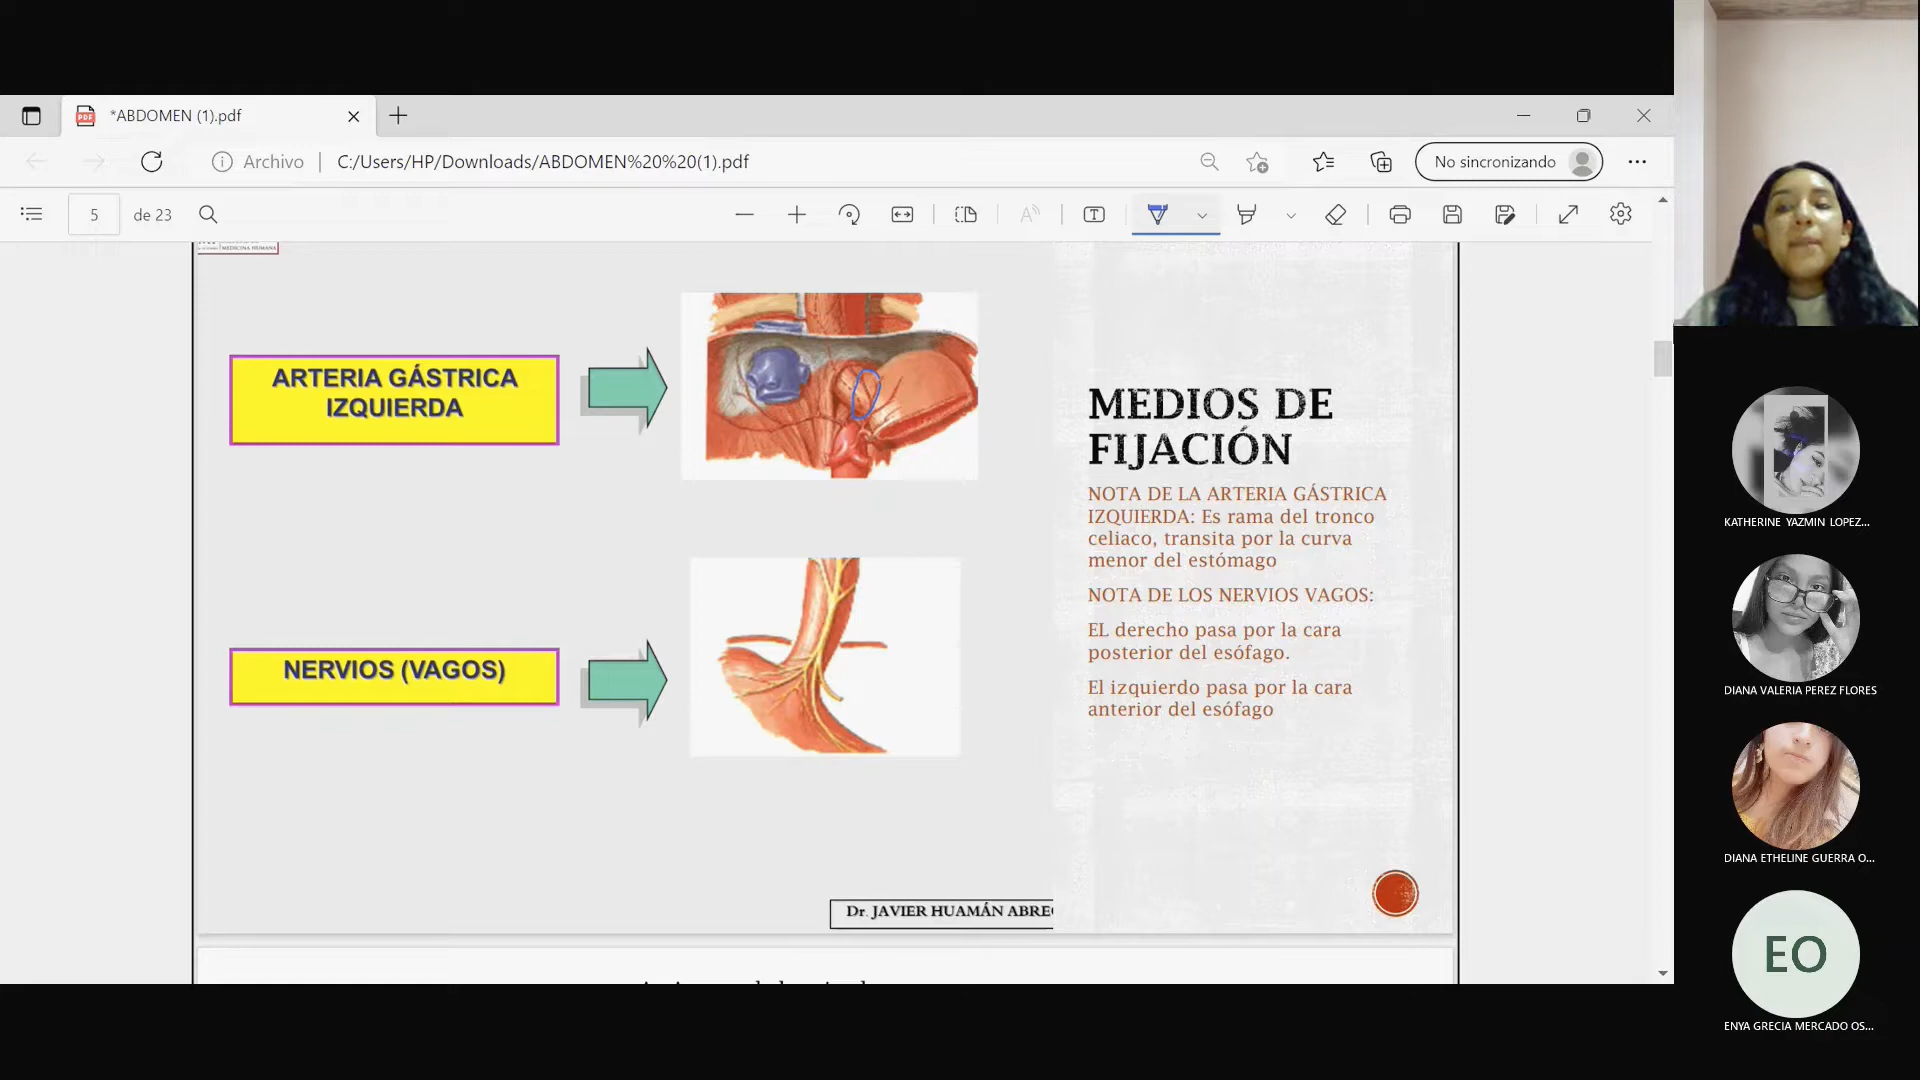 *ABDOMEN (1).pdf
Archivo | C:/Users/HP/Downloads/ABDOMEN%20%20(1).pdf
No sincronizando
5 de 23
MEDICINA HUMANA
ARTERIA GÁSTRICA
IZQUIERDA
NERVIOS (VAGOS)
MEDIOS DE
FIJACIÓN
NOTA DE LA ARTERIA GÁSTRICA
IZQUIERDA: Es rama del tronco
celiaco, transita por la curva
menor del estómago
NOTA DE LOS NERVIOS VAGOS:
EL derecho pasa por la cara
posterior del esófago.
El izquierdo pasa por la cara
anterior del esófago
Dr. JAVIER HUAMÁN ABREG
KATHERINE YAZMIN LOPEZ...
DIANA VALERIA PEREZ FLORES
DIANA ETHELINE GUERRA O...
EO
ENYA GRECIA MERCADO OS...